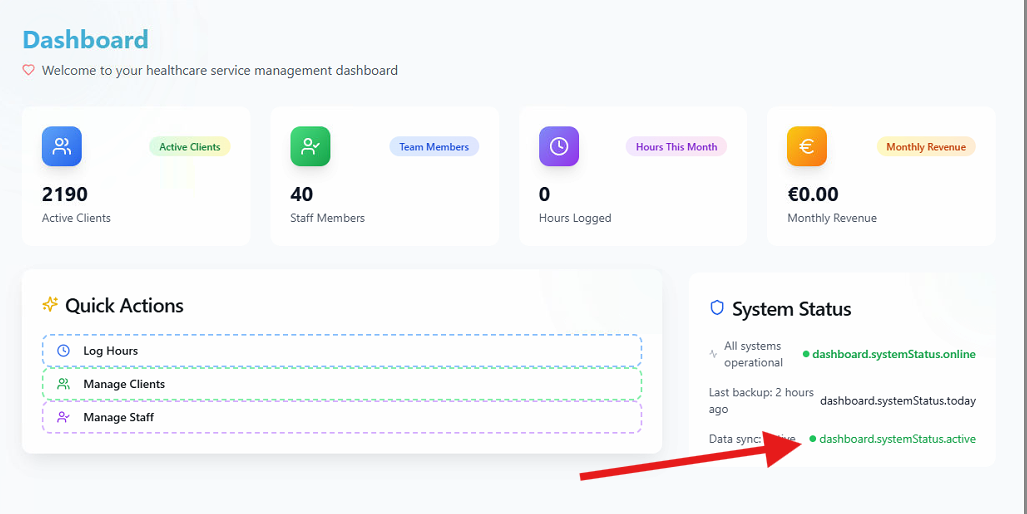 Dashboard
Welcome to your healthcare service management dashboard
Active Clients
2190
Active Clients
Team Members
40
Staff Members
Hours This Month
0
Hours Logged
Monthly Revenue
€0.00
Monthly Revenue
Quick Actions
Log Hours
Manage Clients
Manage Staff
System Status
All systems
operational
dashboard.systemStatus.online
Last backup: 2 hours
ago
dashboard.systemStatus.today
Data sync:
dashboard.systemStatus.active